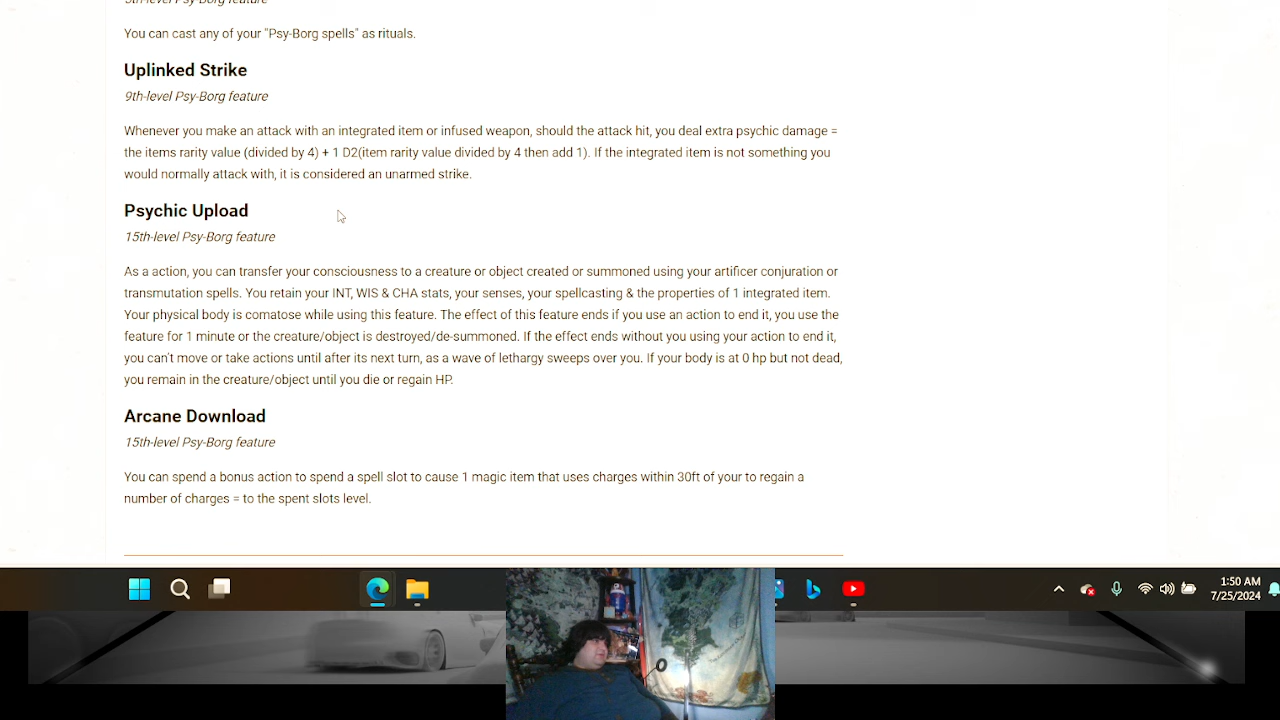 You can cast any of your "Psy-Borg spells" as rituals.
Uplinked Strike
9th-level Psy-Borg feature
Whenever you make an attack with an integrated item or infused weapon, should the attack hit, you deal extra psychic damage =
the items rarity value (divided by 4) + 1 D2(item rarity value divided by 4 then add 1). If the integrated item is not something you
would normally attack with, it is considered an unarmed strike.
Psychic Upload
15th-level Psy-Borg feature
As a action, you can transfer your consciousness to a creature or object created or summoned using your artificer conjuration or
transmutation spells. You retain your INT, WIS & CHA stats, your senses, your spellcasting & the properties of 1 integrated item.
Your physical body is comatose while using this feature. The effect of this feature ends if you use an action to end it, you use the
feature for 1 minute or the creature/object is destroyed/de-summoned. If the effect ends without you using your action to end it,
you can't move or take actions until after its next turn, as a wave of lethargy sweeps over you. If your body is at 0 hp but not dead,
you remain in the creature/object until you die or regain HP.
Arcane Download
15th-level Psy-Borg feature
You can spend a bonus action to spend a spell slot to cause 1 magic item that uses charges within 30ft of your to regain a
number of charges = to the spent slots level.
1:50 AM
7/25/2024